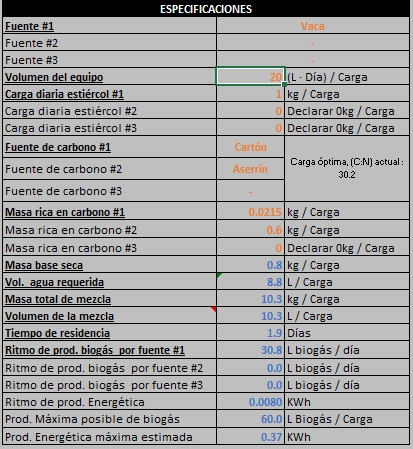 ESPECIFICACIONES
Fuente #1 Vaca
Fuente #2 -
Fuente #3 -
Volumen del equipo 20 (L · Día) / Carga
Carga diaria estiércol #1 1 kg / Carga
Carga diaria estiércol #2 0 Declarar 0kg / Carga
Carga diaria estiércol #3 0 Declarar 0kg / Carga
Fuente de carbono #1 Cartón
Fuente de carbono #2 Aserrín
Fuente de carbono #3 -
Carga óptima, (C:N) actual :
30.2
Masa rica en carbono #1 0.0215 kg / Carga
Masa rica en carbono #2 0.6 kg / Carga
Masa rica en carbono #3 0 Declarar 0kg / Carga
Masa base seca 0.8 kg / Carga
Vol. agua requerida 8.8 L / Carga
Masa total de mezcla 10.3 kg / Carga
Volumen de la mezcla 10.3 L / Carga
Tiempo de residencia 1.9 Días
Ritmo de prod. biogás por fuente #1 30.8 L biogás / día
Ritmo de prod. biogás por fuente #2 0.0 L biogás / día
Ritmo de prod. biogás por fuente #3 0.0 L biogás / día
Ritmo de prod. Energética 0.0080 KWh
Prod. Máxima posible de biogás 60.0 L Biogás / Carga
Prod. Energética máxima estimada 0.37 KWh